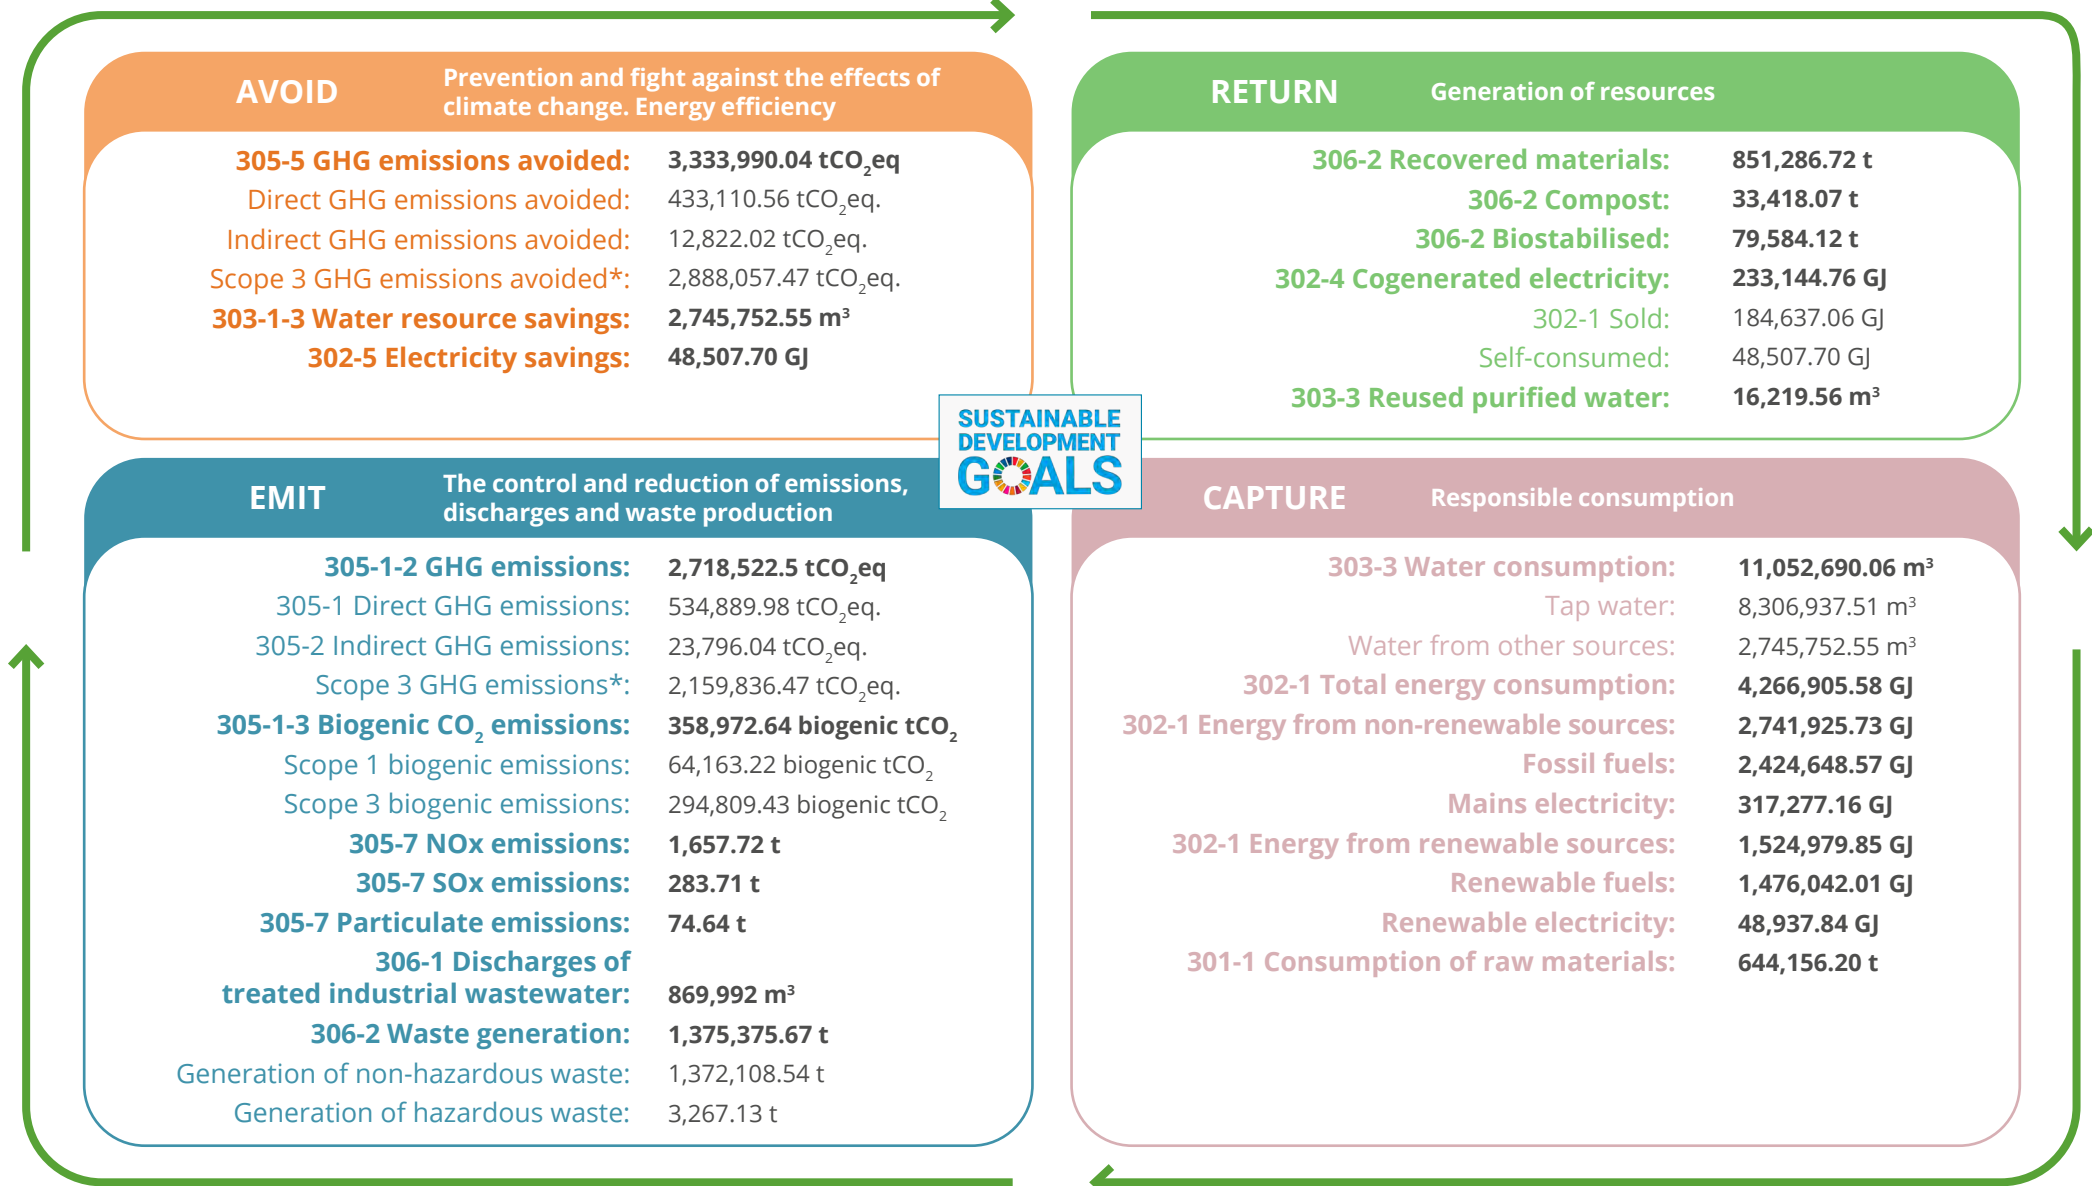 AVOID
Prevention and fight against the effects of
climate change. Energy efficiency
305-5 GHG emissions avoided: 3,333,990.04 tCO₂eq
Direct GHG emissions avoided: 433,110.56 tCO₂eq.
Indirect GHG emissions avoided: 12,822.02 tCO₂eq.
Scope 3 GHG emissions avoided*: 2,888,057.47 tCO₂eq.
303-1-3 Water resource savings: 2,745,752.55 m³
302-5 Electricity savings: 48,507.70 GJ
RETURN
Generation of resources
306-2 Recovered materials: 851,286.72 t
306-2 Compost: 33,418.07 t
306-2 Biostabilised: 79,584.12 t
302-4 Cogenerated electricity: 233,144.76 GJ
302-1 Sold: 184,637.06 GJ
Self-consumed: 48,507.70 GJ
303-3 Reused purified water: 16,219.56 m³
SUSTAINABLE
DEVELOPMENT
GOALS
EMIT
The control and reduction of emissions,
discharges and waste production
305-1-2 GHG emissions: 2,718,522.5 tCO₂eq
305-1 Direct GHG emissions: 534,889.98 tCO₂eq.
305-2 Indirect GHG emissions: 23,796.04 tCO₂eq.
Scope 3 GHG emissions*: 2,159,836.47 tCO₂eq.
305-1-3 Biogenic CO₂ emissions: 358,972.64 biogenic tCO₂
Scope 1 biogenic emissions: 64,163.22 biogenic tCO₂
Scope 3 biogenic emissions: 294,809.43 biogenic tCO₂
305-7 NOx emissions: 1,657.72 t
305-7 SOx emissions: 283.71 t
305-7 Particulate emissions: 74.64 t
306-1 Discharges of
treated industrial wastewater: 869,992 m³
306-2 Waste generation: 1,375,375.67 t
Generation of non-hazardous waste: 1,372,108.54 t
Generation of hazardous waste: 3,267.13 t
CAPTURE
Responsible consumption
303-3 Water consumption: 11,052,690.06 m³
Tap water: 8,306,937.51 m³
Water from other sources: 2,745,752.55 m³
302-1 Total energy consumption: 4,266,905.58 GJ
302-1 Energy from non-renewable sources: 2,741,925.73 GJ
Fossil fuels: 2,424,648.57 GJ
Mains electricity: 317,277.16 GJ
302-1 Energy from renewable sources: 1,524,979.85 GJ
Renewable fuels: 1,476,042.01 GJ
Renewable electricity: 48,937.84 GJ
301-1 Consumption of raw materials: 644,156.20 t